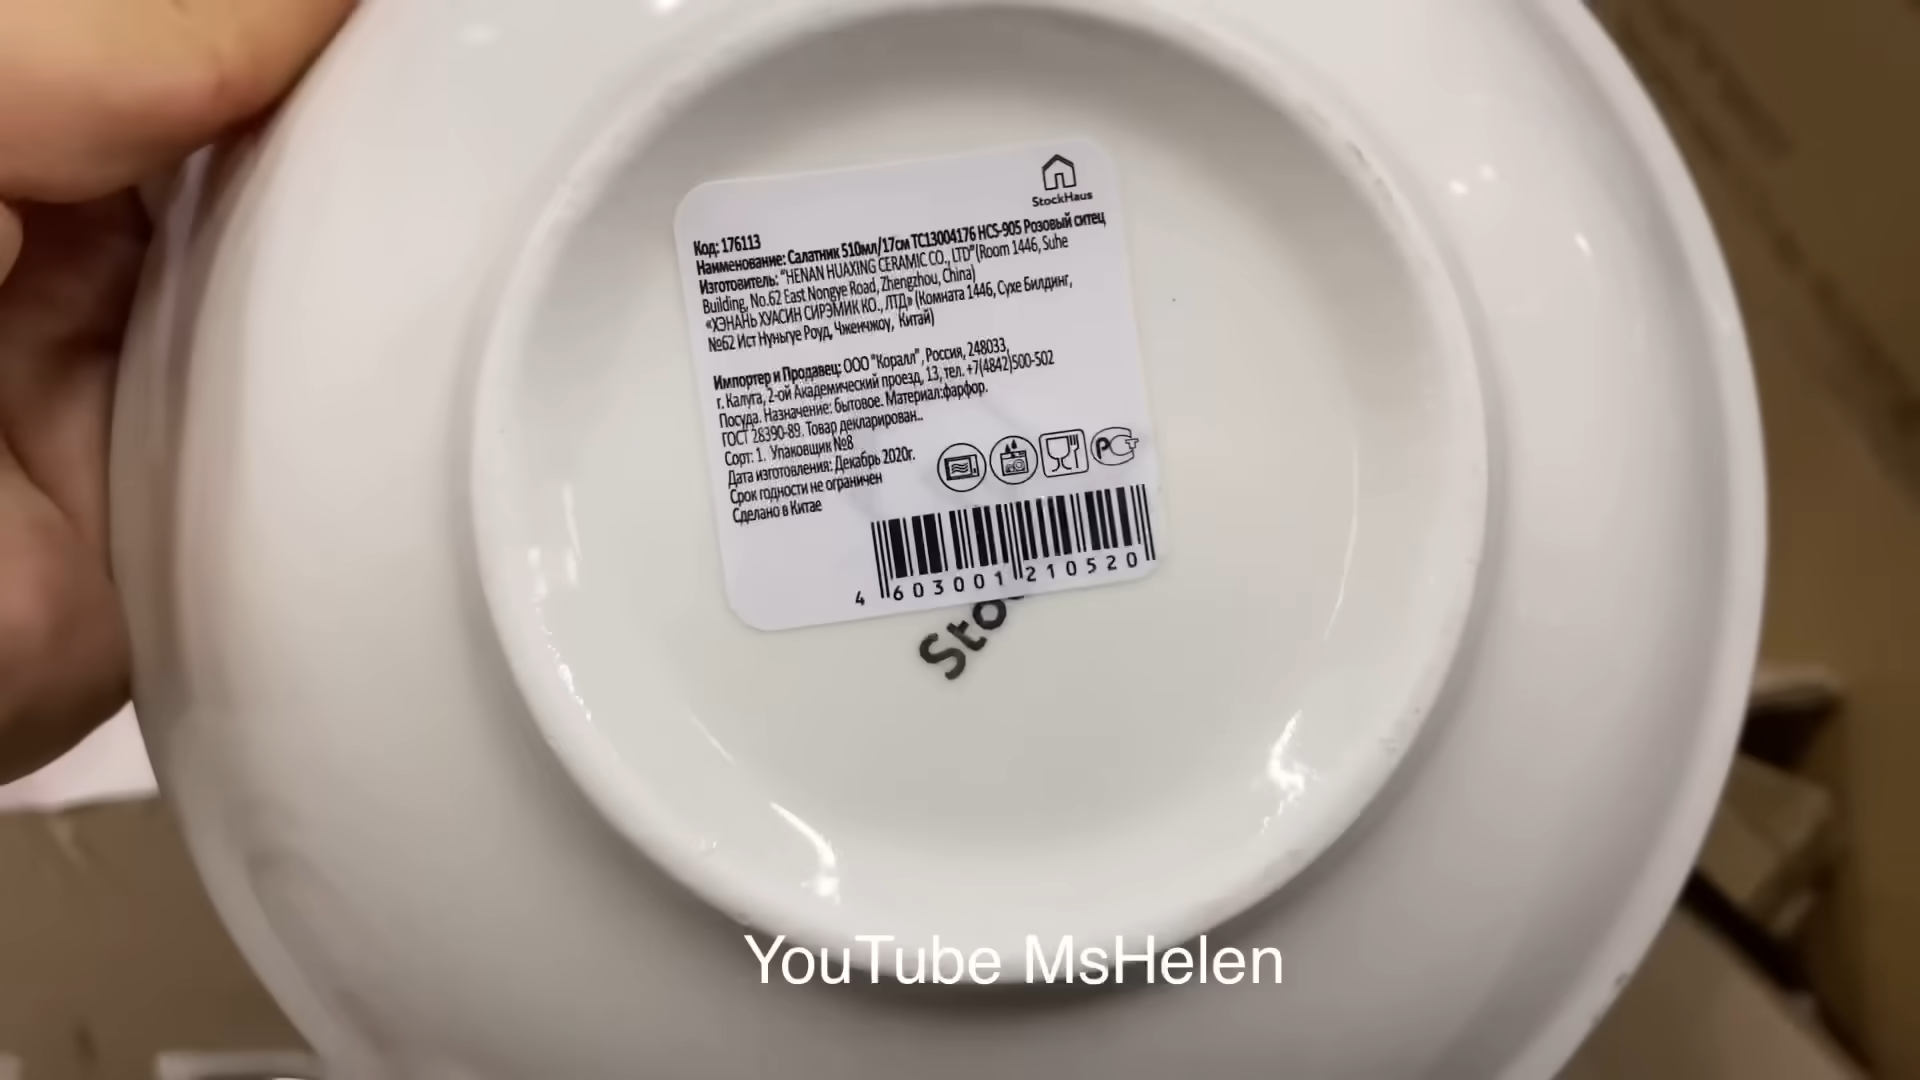 StockHaus
Код: 176113
Наименование: Салатник 510мл/17см TC13004176 HCS-905 Розовый ситец
Изготовитель: "HENAN HUAXING CERAMIC CO., LTD"(Room 1446, Suhe
Building, No.62 East Nongye Road, Zhengzhou, China)
«ХЭНАНЬ ХУАСИН СИРЭМИК КО., ЛТД» (Комната 1446, Сухе Билдинг,
№62 Ист Нуньгуе Роуд, Чженчжоу, Китай)
Импортер и Продавец: ООО "Коралл", Россия, 248033,
г. Калуга, 2-ой Академический проезд, 13, тел. +7(4842)500-502
Посуда. Назначение: бытовое. Материал:фарфор.
ГОСТ 28390-89. Товар декларирован..
Сорт: 1. Упаковщик №8
Дата изготовления: Декабрь 2020г.
Срок годности не ограничен
Сделано в Китае
4 603001 210520
Sto
YouTube MsHelen